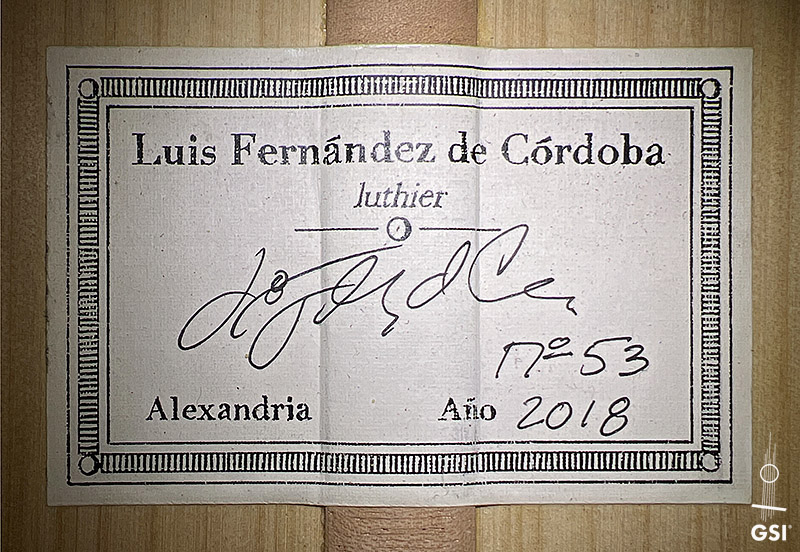 Luis Fernández de Córdoba
luthier
nº 53
Alexandria
Año 2018
GSI